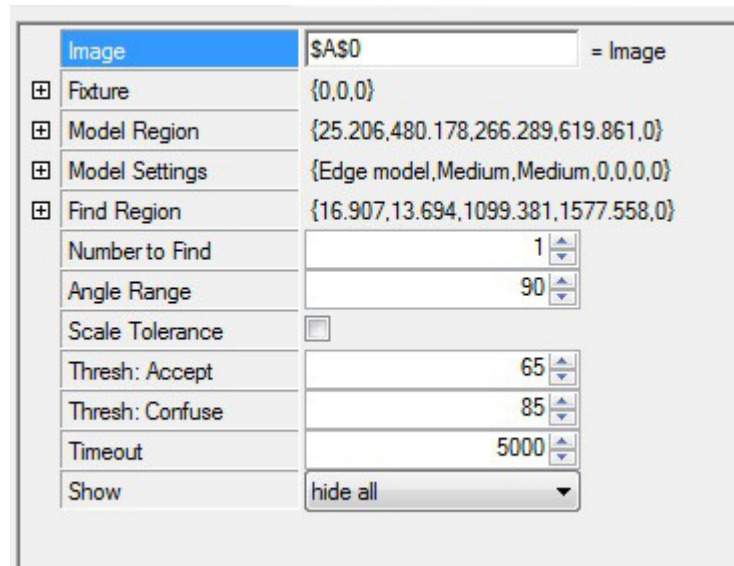 Image $A$0 = Image
Fixture {0,0,0}
Model Region {25.206,480.178,266.289,619.861,0}
Model Settings {Edge model,Medium,Medium,0,0,0,0}
Find Region {16.907,13.694,1099.381,1577.558,0}
Number to Find 1
Angle Range 90
Scale Tolerance
Thresh: Accept 65
Thresh: Confuse 85
Timeout 5000
Show hide all